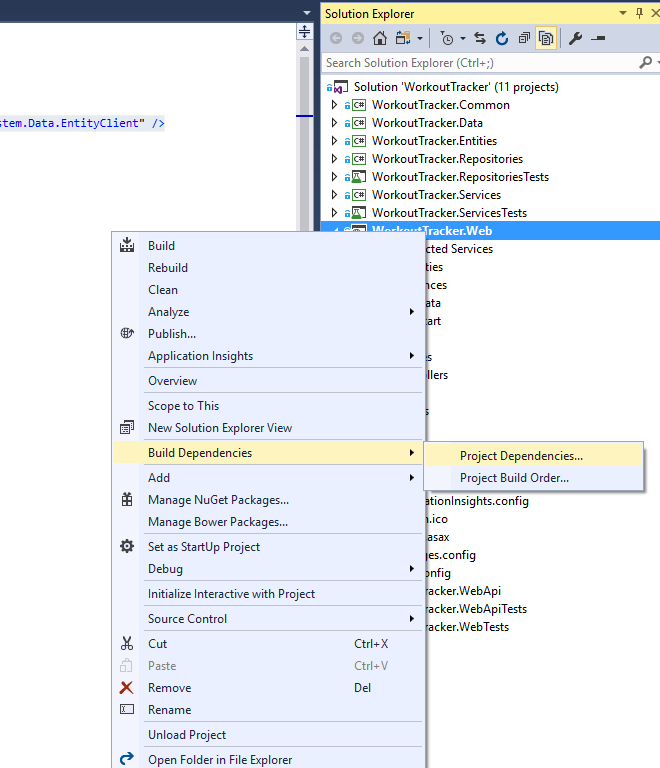 Solution Explorer
Search Solution Explorer (Ctrl+;)
Solution 'WorkoutTracker' (11 projects)
WorkoutTracker.Common
stem.Data.EntityClient" />
WorkoutTracker.Data
WorkoutTracker.Entities
WorkoutTracker.Repositories
WorkoutTracker.RepositoriesTests
WorkoutTracker.Services
WorkoutTracker.ServicesTests
WorkoutTracker.Web
cted Services
ties
nces
ata
tart
s
llers
s
ationInsights.config
n.ico
asax
ges.config
onfig
racker.WebApi
racker.WebApiTests
racker.WebTests
Build
Rebuild
Clean
Analyze
Publish...
Application Insights
Overview
Scope to This
New Solution Explorer View
Build Dependencies
Project Dependencies...
Project Build Order...
Add
Manage NuGet Packages...
Manage Bower Packages...
Set as StartUp Project
Debug
Initialize Interactive with Project
Source Control
Cut Ctrl+X
Paste Ctrl+V
Remove Del
Rename
Unload Project
Open Folder in File Explorer